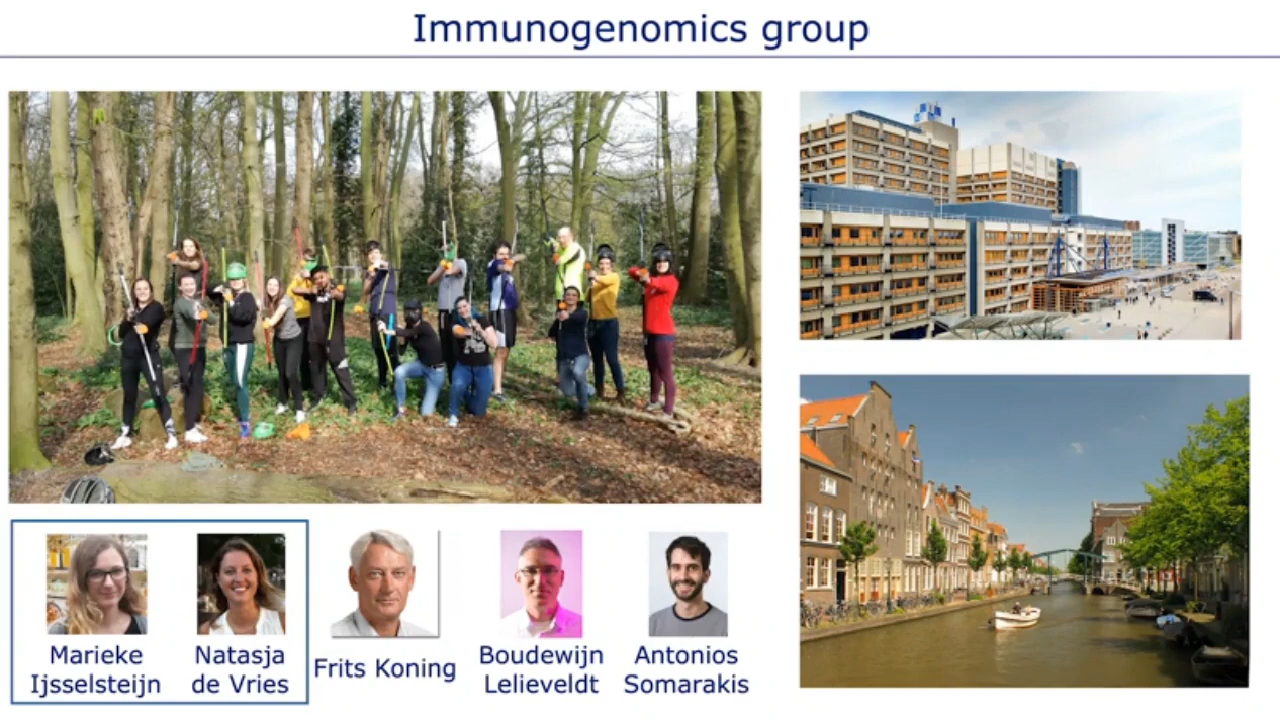 Immunogenomics group
Marieke
Ijsselsteijn
Natasja
de Vries
Frits Koning
Boudewijn
Lelieveldt
Antonios
Somarakis